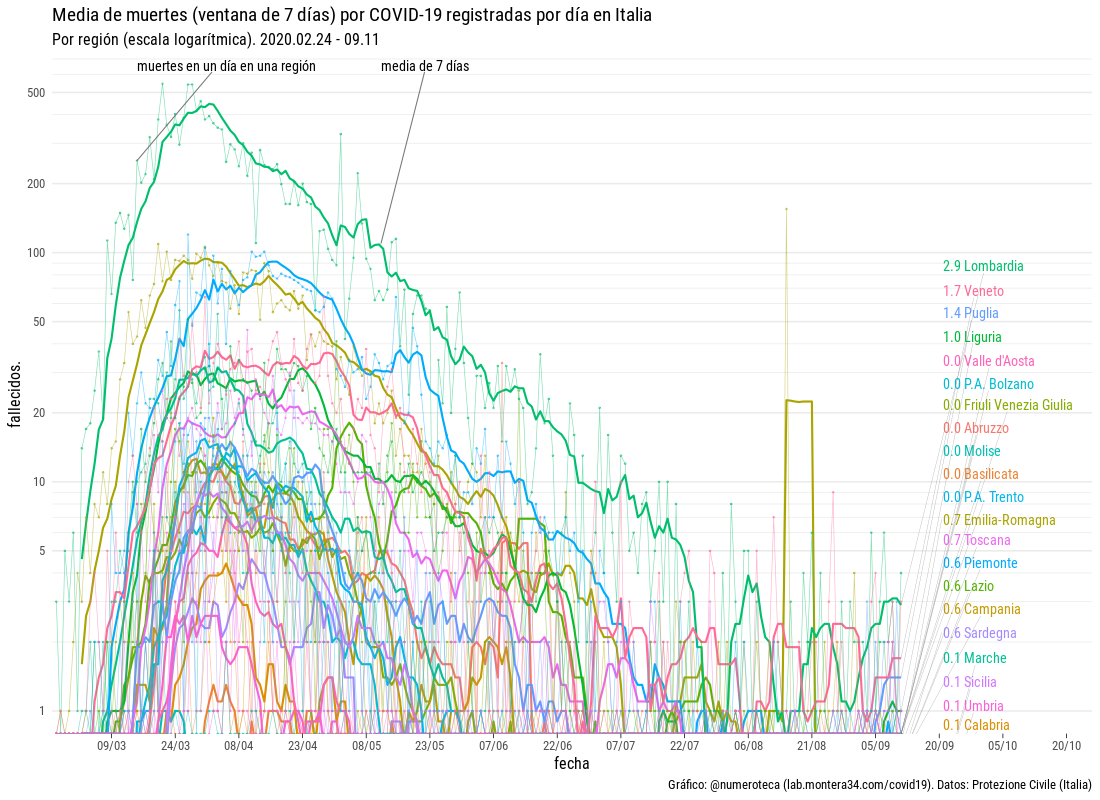 Media de muertes (ventana de 7 días) por COVID-19 registradas por día en Italia
Por región (escala logarítmica). 2020.02.24 - 09.11
muertes en un día en una región
media de 7 días
500
200
100
50
20
10
5
1
fallecidos.
2.9 Lombardia
1.7 Veneto
1.4 Puglia
1.0 Liguria
0.0 Valle d'Aosta
0.0 P.A. Bolzano
0.0 Friuli Venezia Giulia
0.0 Abruzzo
0.0 Molise
0.0 Basilicata
0.0 P.A. Trento
0.7 Emilia-Romagna
0.7 Toscana
0.6 Piemonte
0.6 Lazio
0.6 Campania
0.6 Sardegna
0.1 Marche
0.1 Sicilia
0.1 Umbria
0.1 Calabria
09/03 24/03 08/04 23/04 08/05 23/05 07/06 22/06 07/07 22/07 06/08 21/08 05/09 20/09 05/10 20/10
fecha
Gráfico: @numeroteca (lab.montera34.com/covid19). Datos: Protezione Civile (Italia)